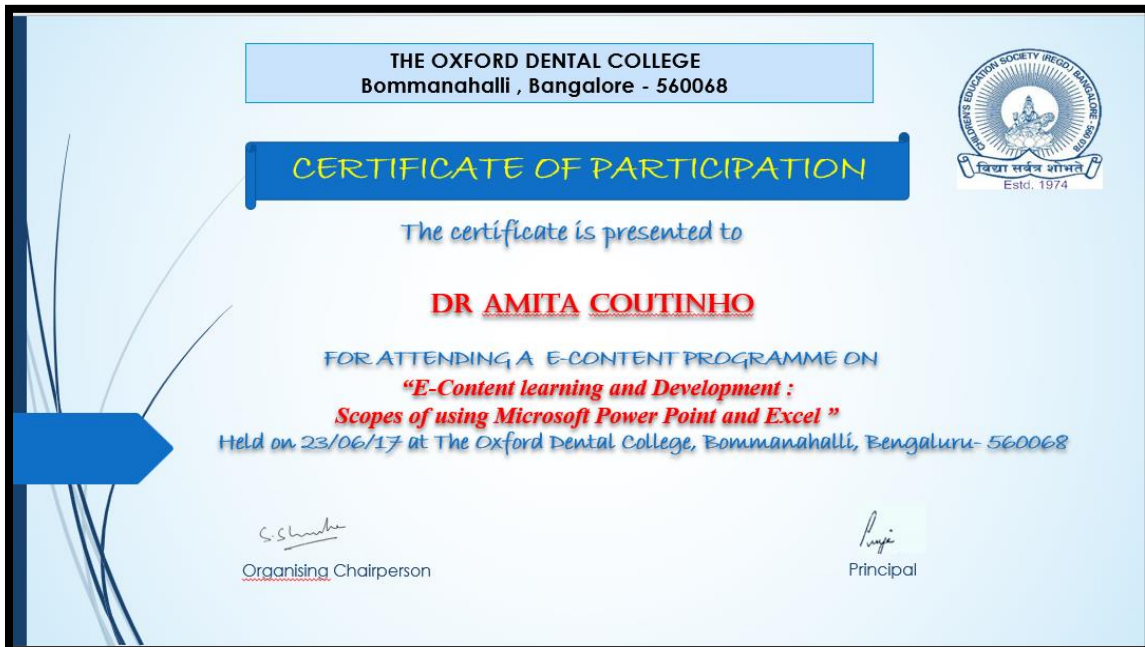 THE OXFORD DENTAL COLLEGE
Bommanahalli , Bangalore - 560068
CHILDREN'S EDUCATION SOCIETY (REGD.) BANGALORE - 560 078
विद्या सर्वत्र शोभते
Estd. 1974
CERTIFICATE OF PARTICIPATION
The certificate is presented to
DR AMITA COUTINHO
FOR ATTENDING A E-CONTENT PROGRAMME ON
“E-Content learning and Development :
Scopes of using Microsoft Power Point and Excel ”
Held on 23/06/17 at The Oxford Dental College, Bommanahalli, Bengaluru- 560068
Organising Chairperson
Principal